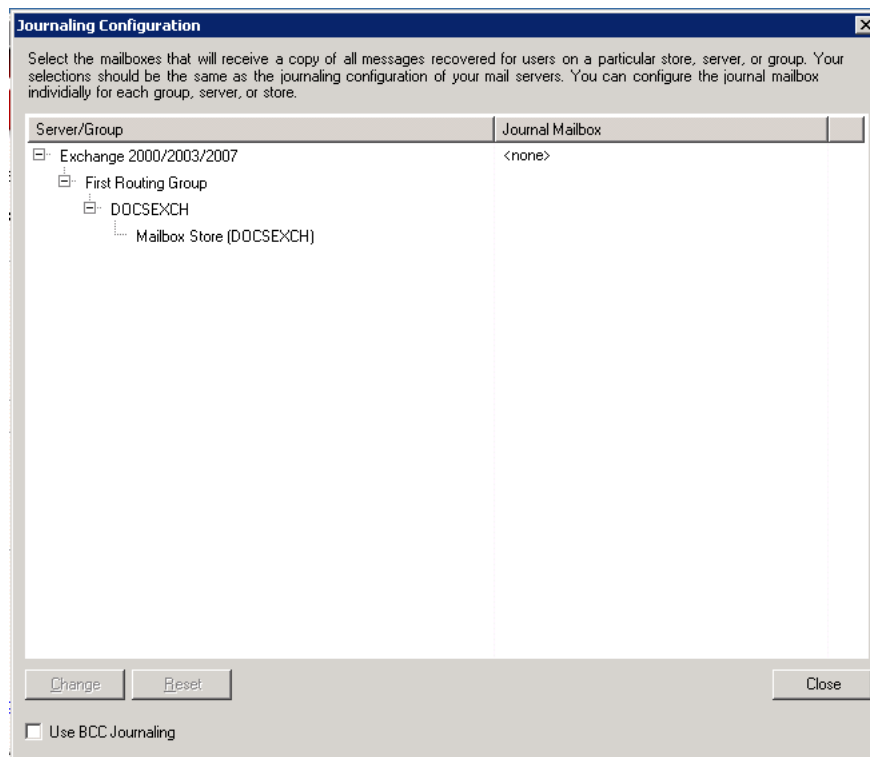 Journaling Configuration
Select the mailboxes that will receive a copy of all messages recovered for users on a particular store, server, or group. Your
selections should be the same as the journaling configuration of your mail servers. You can configure the journal mailbox
individially for each group, server, or store.
Server/Group Journal Mailbox
Exchange 2000/2003/2007 <none>
First Routing Group
DOCSEXCH
Mailbox Store (DOCSEXCH)
Change Reset Close
Use BCC Journaling